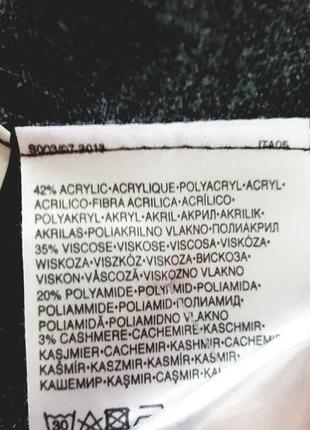 S003/07.2013 ITA05
42% ACRYLIC•ACRYLIQUE•POLYACRYL•ACRYL•
ACRILICO•FIBRA ACRILICA•ACRÍLICO•
POLYAKRYL•AKRYL•AKRIL•АКРИЛ•AKRILIK•
AKRILAS•POLIAKRILNO VLAKNO•ПОЛИАКРИЛ
35% VISCOSE•VISKOSE•VISCOSA•VISKÓZA•
WISKOZA•VISZKÓZ•VISKOZA•ВИСКОЗА•
VISKON•VÂSCOZĂ•VISKOZNO VLAKNO
20% POLYAMIDE•POLYAMID•POLIAMIDA•
POLIAMMIDE•POLIAMID•ПОЛИАМИД•
POLIAMIDĂ•POLIAMIDNO VLAKNO
3% CASHMERE•CACHEMIRE•KASCHMIR•
KASJMIER•CACHEMIR•KASHMIR•
KAŠMÍR•KASZMIR•KASMÍR•KAŠMIR•
КАШЕМИР•KAŞMİR•CAŞMIR•KAŠMIR
30